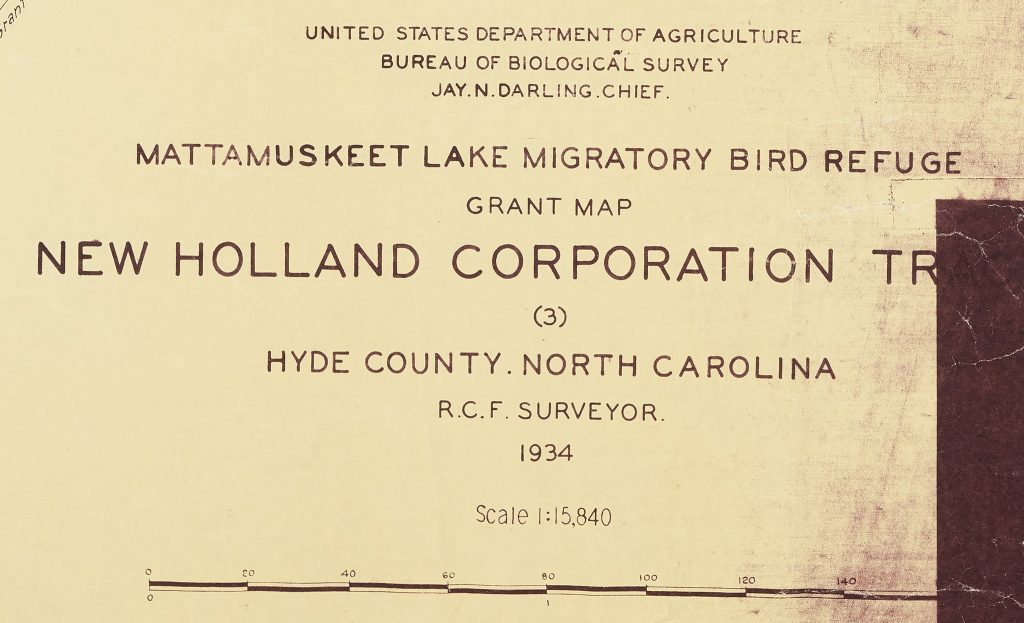 Grant
UNITED STATES DEPARTMENT OF AGRICULTURE
BUREAU OF BIOLOGICAL SURVEY
JAY.N.DARLING.CHIEF.
MATTAMUSKEET LAKE MIGRATORY BIRD REFUGE
GRANT MAP
NEW HOLLAND CORPORATION TR
(3)
HYDE COUNTY. NORTH CAROLINA
R.C.F. SURVEYOR.
1934
Scale 1:15,840
0 20 40 60 80 100 120 140
0 1